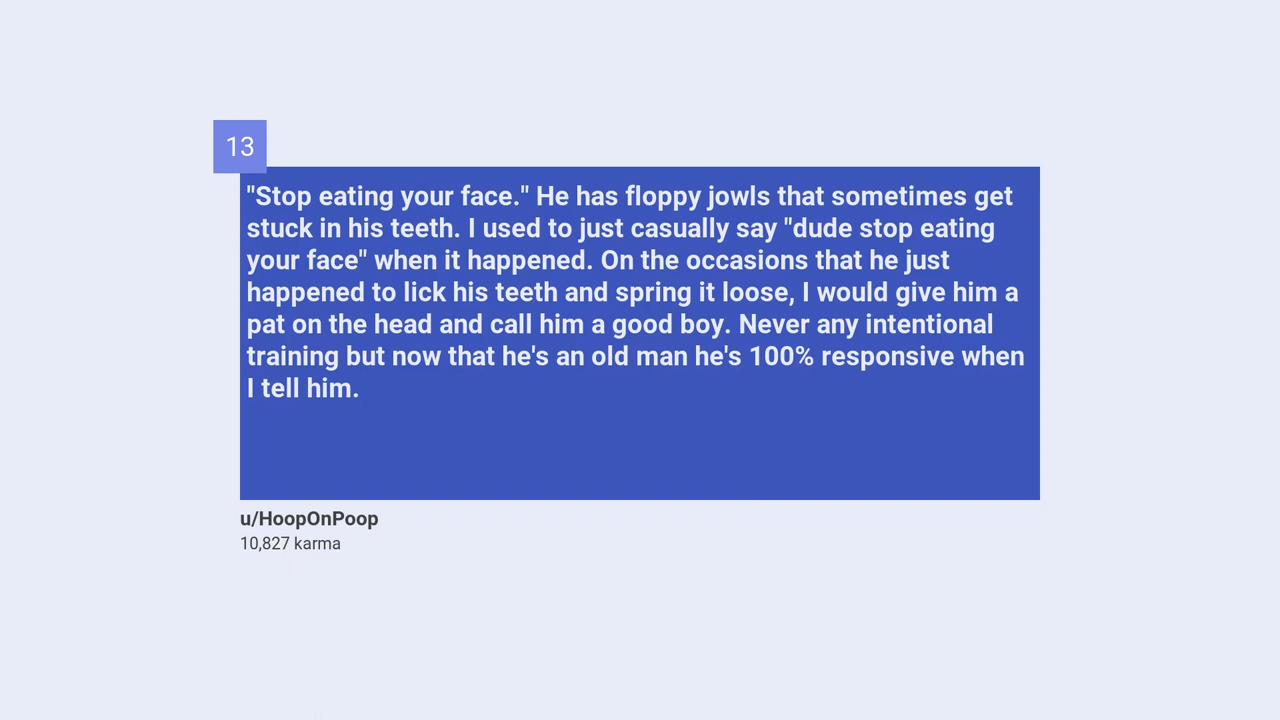 13
"Stop eating your face." He has floppy jowls that sometimes get
stuck in his teeth. I used to just casually say "dude stop eating
your face" when it happened. On the occasions that he just
happened to lick his teeth and spring it loose, I would give him a
pat on the head and call him a good boy. Never any intentional
training but now that he's an old man he's 100% responsive when
I tell him.
u/HoopOnPoop
10,827 karma